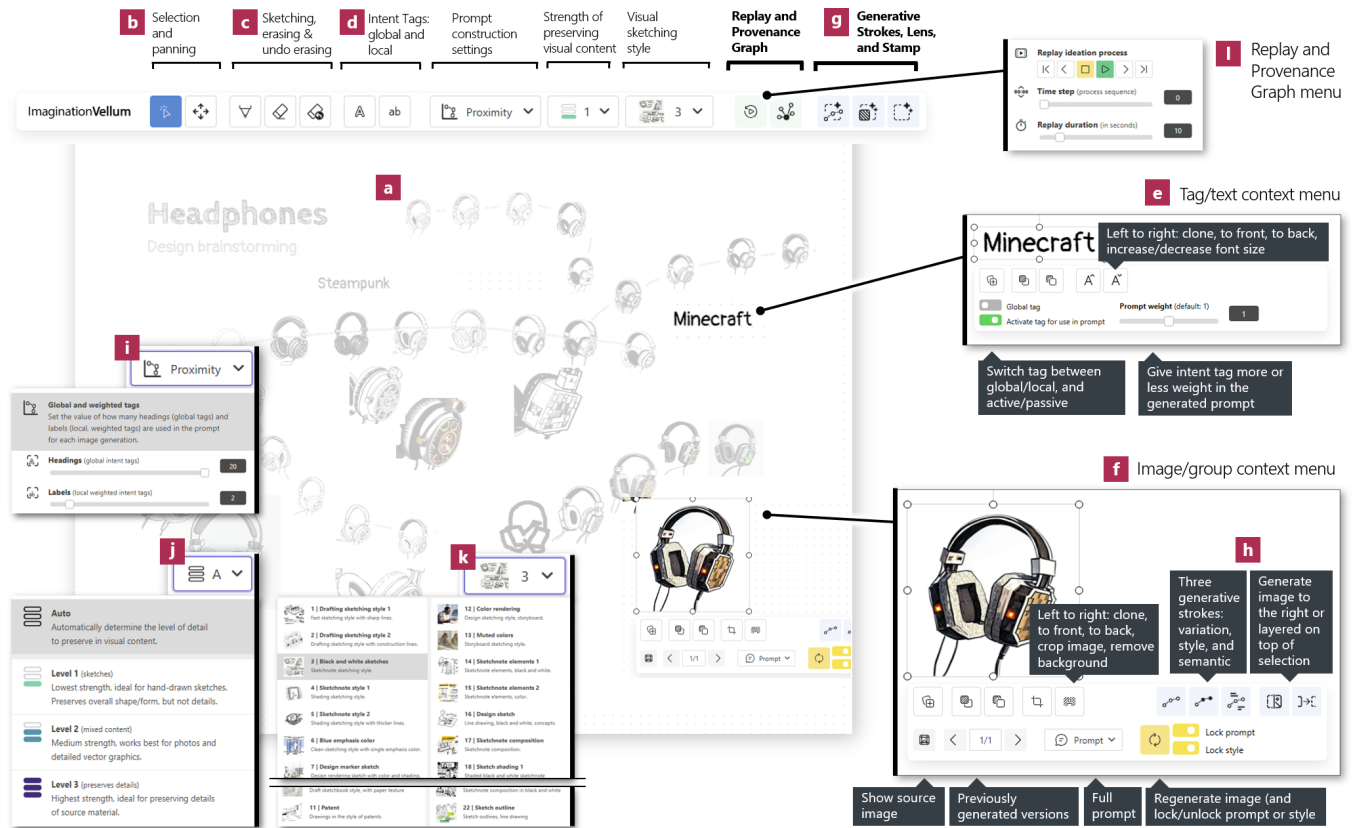 b
Selection
and
panning
c
Sketching,
erasing &
undo erasing
d
Intent Tags:
global and
local
Prompt
construction
settings
Strength of
preserving
visual content
Visual
sketching
style
Replay and
Provenance
Graph
g
Generative
Strokes, Lens,
and Stamp
ImaginationVellum
A
ab
Proximity
1
3
Replay ideation process
Time step (process sequence)
0
Replay duration (in seconds)
10
l
Replay and
Provenance
Graph menu
a
Headphones
Design brainstorming
Steampunk
Minecraft
e
Tag/text context menu
Minecraft
Left to right: clone, to front, to back,
increase/decrease font size
Global tag
Activate tag for use in prompt
Prompt weight (default: 1)
1
Switch tag between
global/local, and
active/passive
Give intent tag more or
less weight in the
generated prompt
i
Proximity
Global and weighted tags
Set the value of how many headings (global tags) and
labels (local, weighted tags) are used in the prompt
for each image generation.
Headings (global intent tags)
20
Labels (local weighted intent tags)
2
j
A
Auto
Automatically determine the level of detail
to preserve in visual content.
Level 1 (sketches)
Lowest strength, ideal for hand-drawn sketches.
Preserves overall shape/form, but not details.
Level 2 (mixed content)
Medium strength, works best for photos and
detailed vector graphics.
Level 3 (preserves details)
Highest strength, ideal for preserving details
of source material.
k
3
1 | Drafting sketching style 1
Fast sketching style with sharp lines.
2 | Drafting sketching style 2
Drafting style with construction lines.
3 | Black and white sketches
Sketchnote sketching style.
4 | Sketchnote style 1
Shading sketching style.
5 | Sketchnote style 2
Shading sketching style with thicker lines.
6 | Blue emphasis color
Clean sketching style with single emphasis color.
7 | Design marker sketch
Design rendering sketch with color and shading.
Draft sketchbook style, with paper texture
11 | Patent
Drawings in the style of patents.
12 | Color rendering
Design sketching style, storyboard.
13 | Muted colors
Storyboard sketching style.
14 | Sketchnote elements 1
Sketchnote elements, black and white.
15 | Sketchnote elements 2
Sketchnote elements, color.
16 | Design sketch
Line drawing, black and white, concepts.
17 | Sketchnote composition
Sketchnote composition.
18 | Sketch shading 1
Shaded black and white sketchnote
Sketchnote composition in black and white
22 | Sketch outline
Sketch outlines, line drawing
1/1
Prompt
f
Image/group context menu
h
Left to right: clone,
to front, to back,
crop image, remove
background
Three
generative
strokes:
variation,
style, and
semantic
Generate
image to
the right or
layered on
top of
selection
1/1
Prompt
Lock prompt
Lock style
Show source
image
Previously
generated versions
Full
prompt
Regenerate image (and
lock/unlock prompt or style